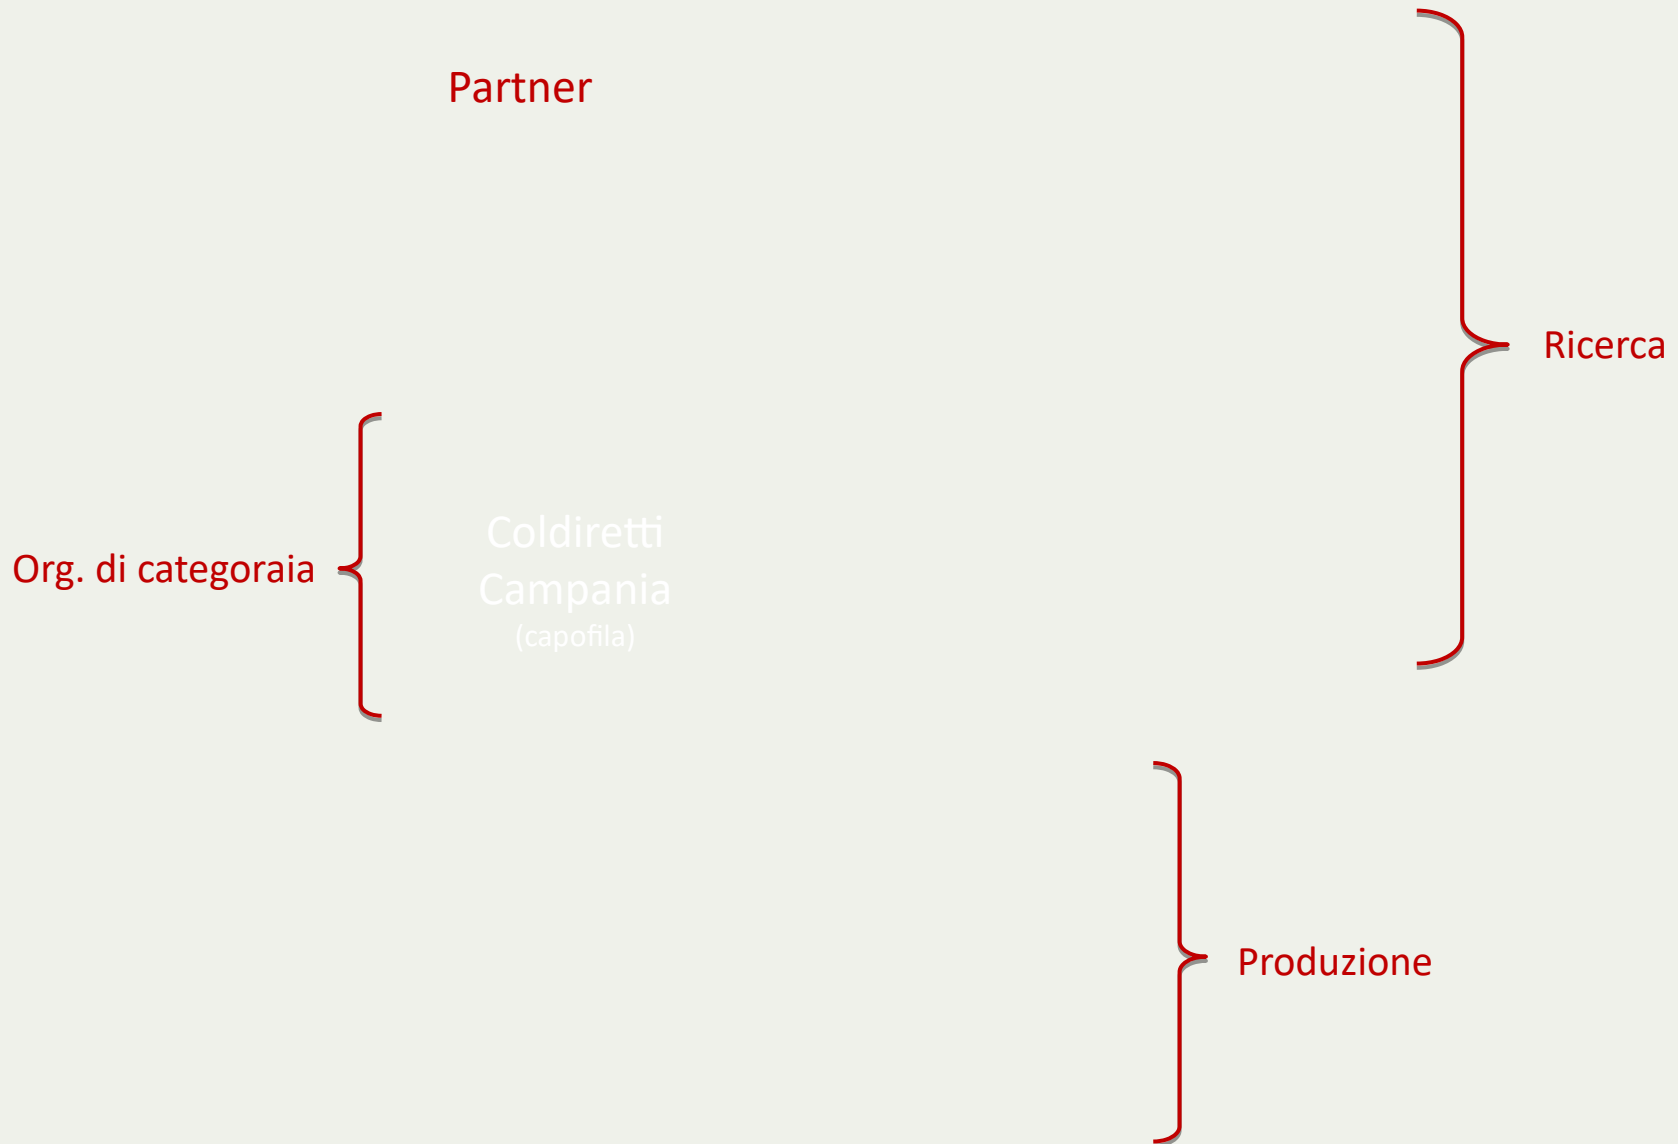 Partner
Ricerca
Org. di categoraia
Coldiretti
Campania
(capofila)
Produzione